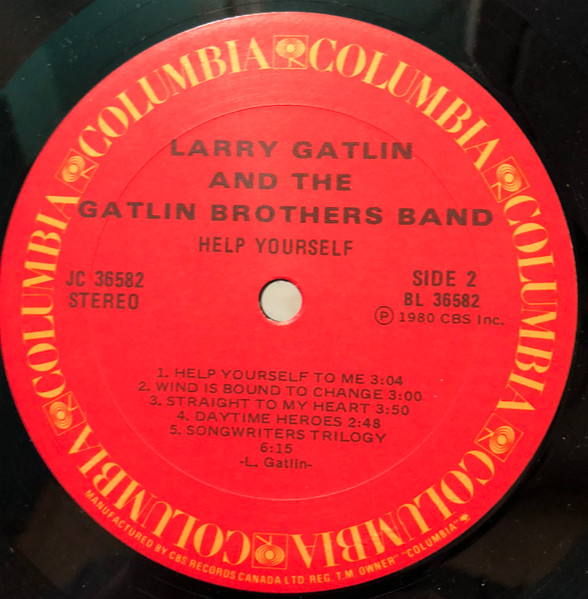 COLUMBIA COLUMBIA COLUMBIA COLUMBIA COLUMBIA COLUMBIA COLUMBIA COLUMBIA
LARRY GATLIN
AND THE
GATLIN BROTHERS BAND
HELP YOURSELF
JC 36582
STEREO
SIDE 2
BL 36582
Ⓟ 1980 CBS Inc.
1. HELP YOURSELF TO ME 3:04
2. WIND IS BOUND TO CHANGE 3:00
3. STRAIGHT TO MY HEART 3:50
4. DAYTIME HEROES 2:48
5. SONGWRITERS TRILOGY
6:15
-L. Gatlin-
MANUFACTURED BY CBS RECORDS CANADA LTD REG. T.M OWNER "COLUMBIA"